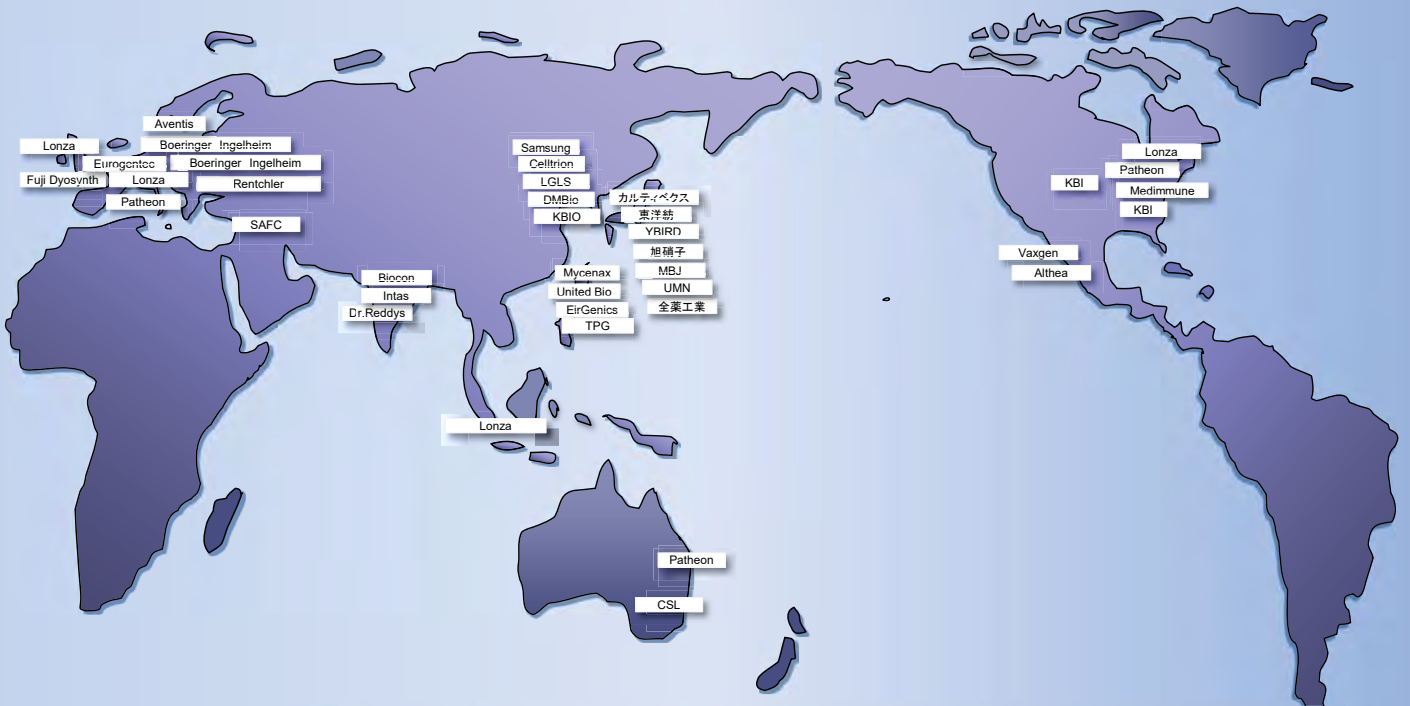 Aventis
Lonza
Boeringer Ingelheim
Eurogentec
Boeringer Ingelheim
Fuji Dyosynth
Lonza
Rentchler
Patheon
SAFC
Biocon
Intas
Dr.Reddys
Samsung
Celltrion
LGLS
DMBio
KBIO
カルティベクス
東洋紡
YBIRD
旭硝子
MBJ
UMN
全薬工業
Mycenax
United Bio
EirGenics
TPG
Lonza
Patheon
CSL
Lonza
Patheon
KBI
Medimmune
KBI
Vaxgen
Althea